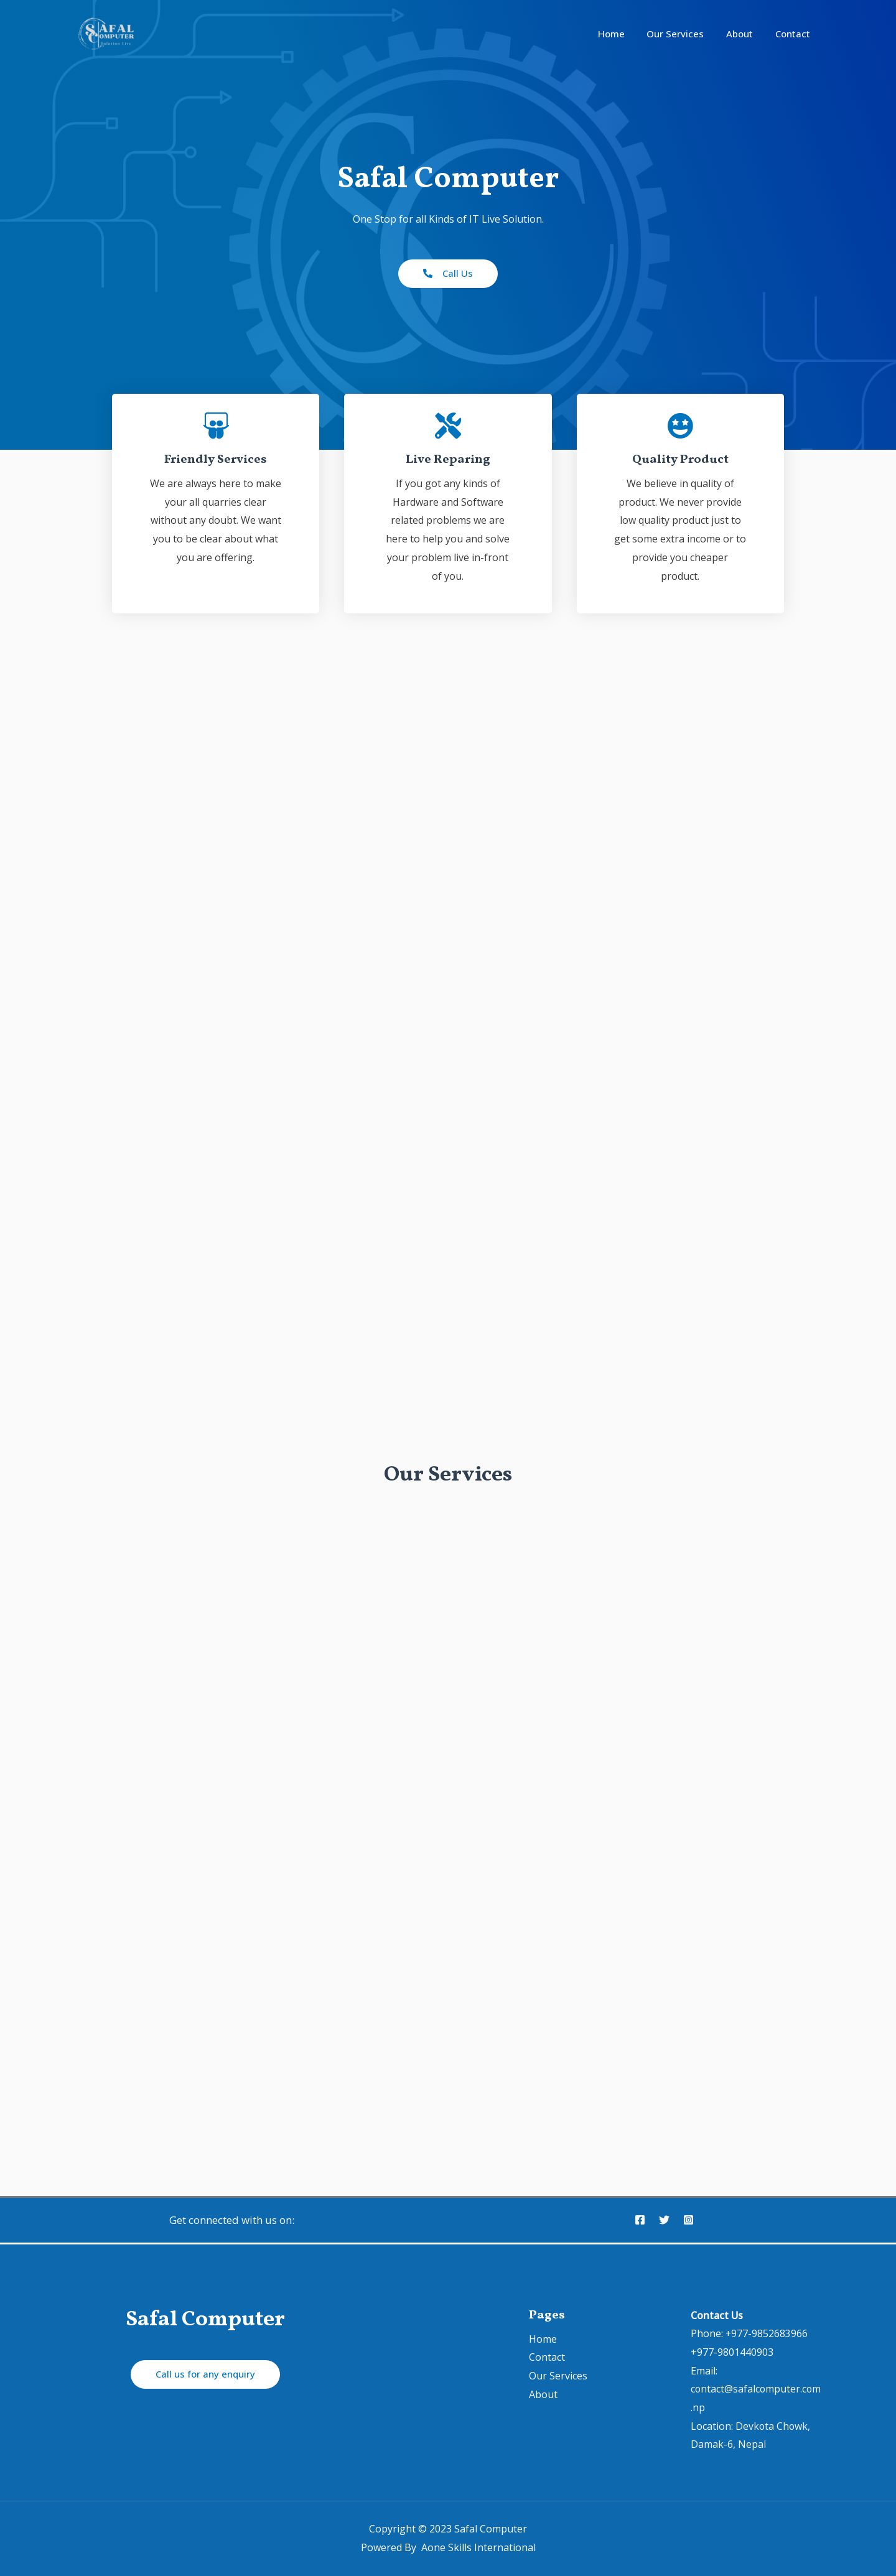 SAFAL
COMPUTER
Home
Our Services
About
Contact
Safal Computer
One Stop for all Kinds of IT Live Solution.
Call Us
Friendly Services
We are always here to make
your all quarries clear
without any doubt. We want
you to be clear about what
you are offering.
Live Reparing
If you got any kinds of
Hardware and Software
related problems we are
here to help you and solve
your problem live in-front
of you.
Quality Product
We believe in quality of
product. We never provide
low quality product just to
get some extra income or to
provide you cheaper
product.
Our Services
Get connected with us on:
Safal Computer
Call us for any enquiry
Pages
Home
Contact
Our Services
About
Contact Us
Phone: +977-9852683966
+977-9801440903
Email:
contact@safalcomputer.com
.np
Location: Devkota Chowk,
Damak-6, Nepal
Copyright © 2023 Safal Computer
Powered By  Aone Skills International